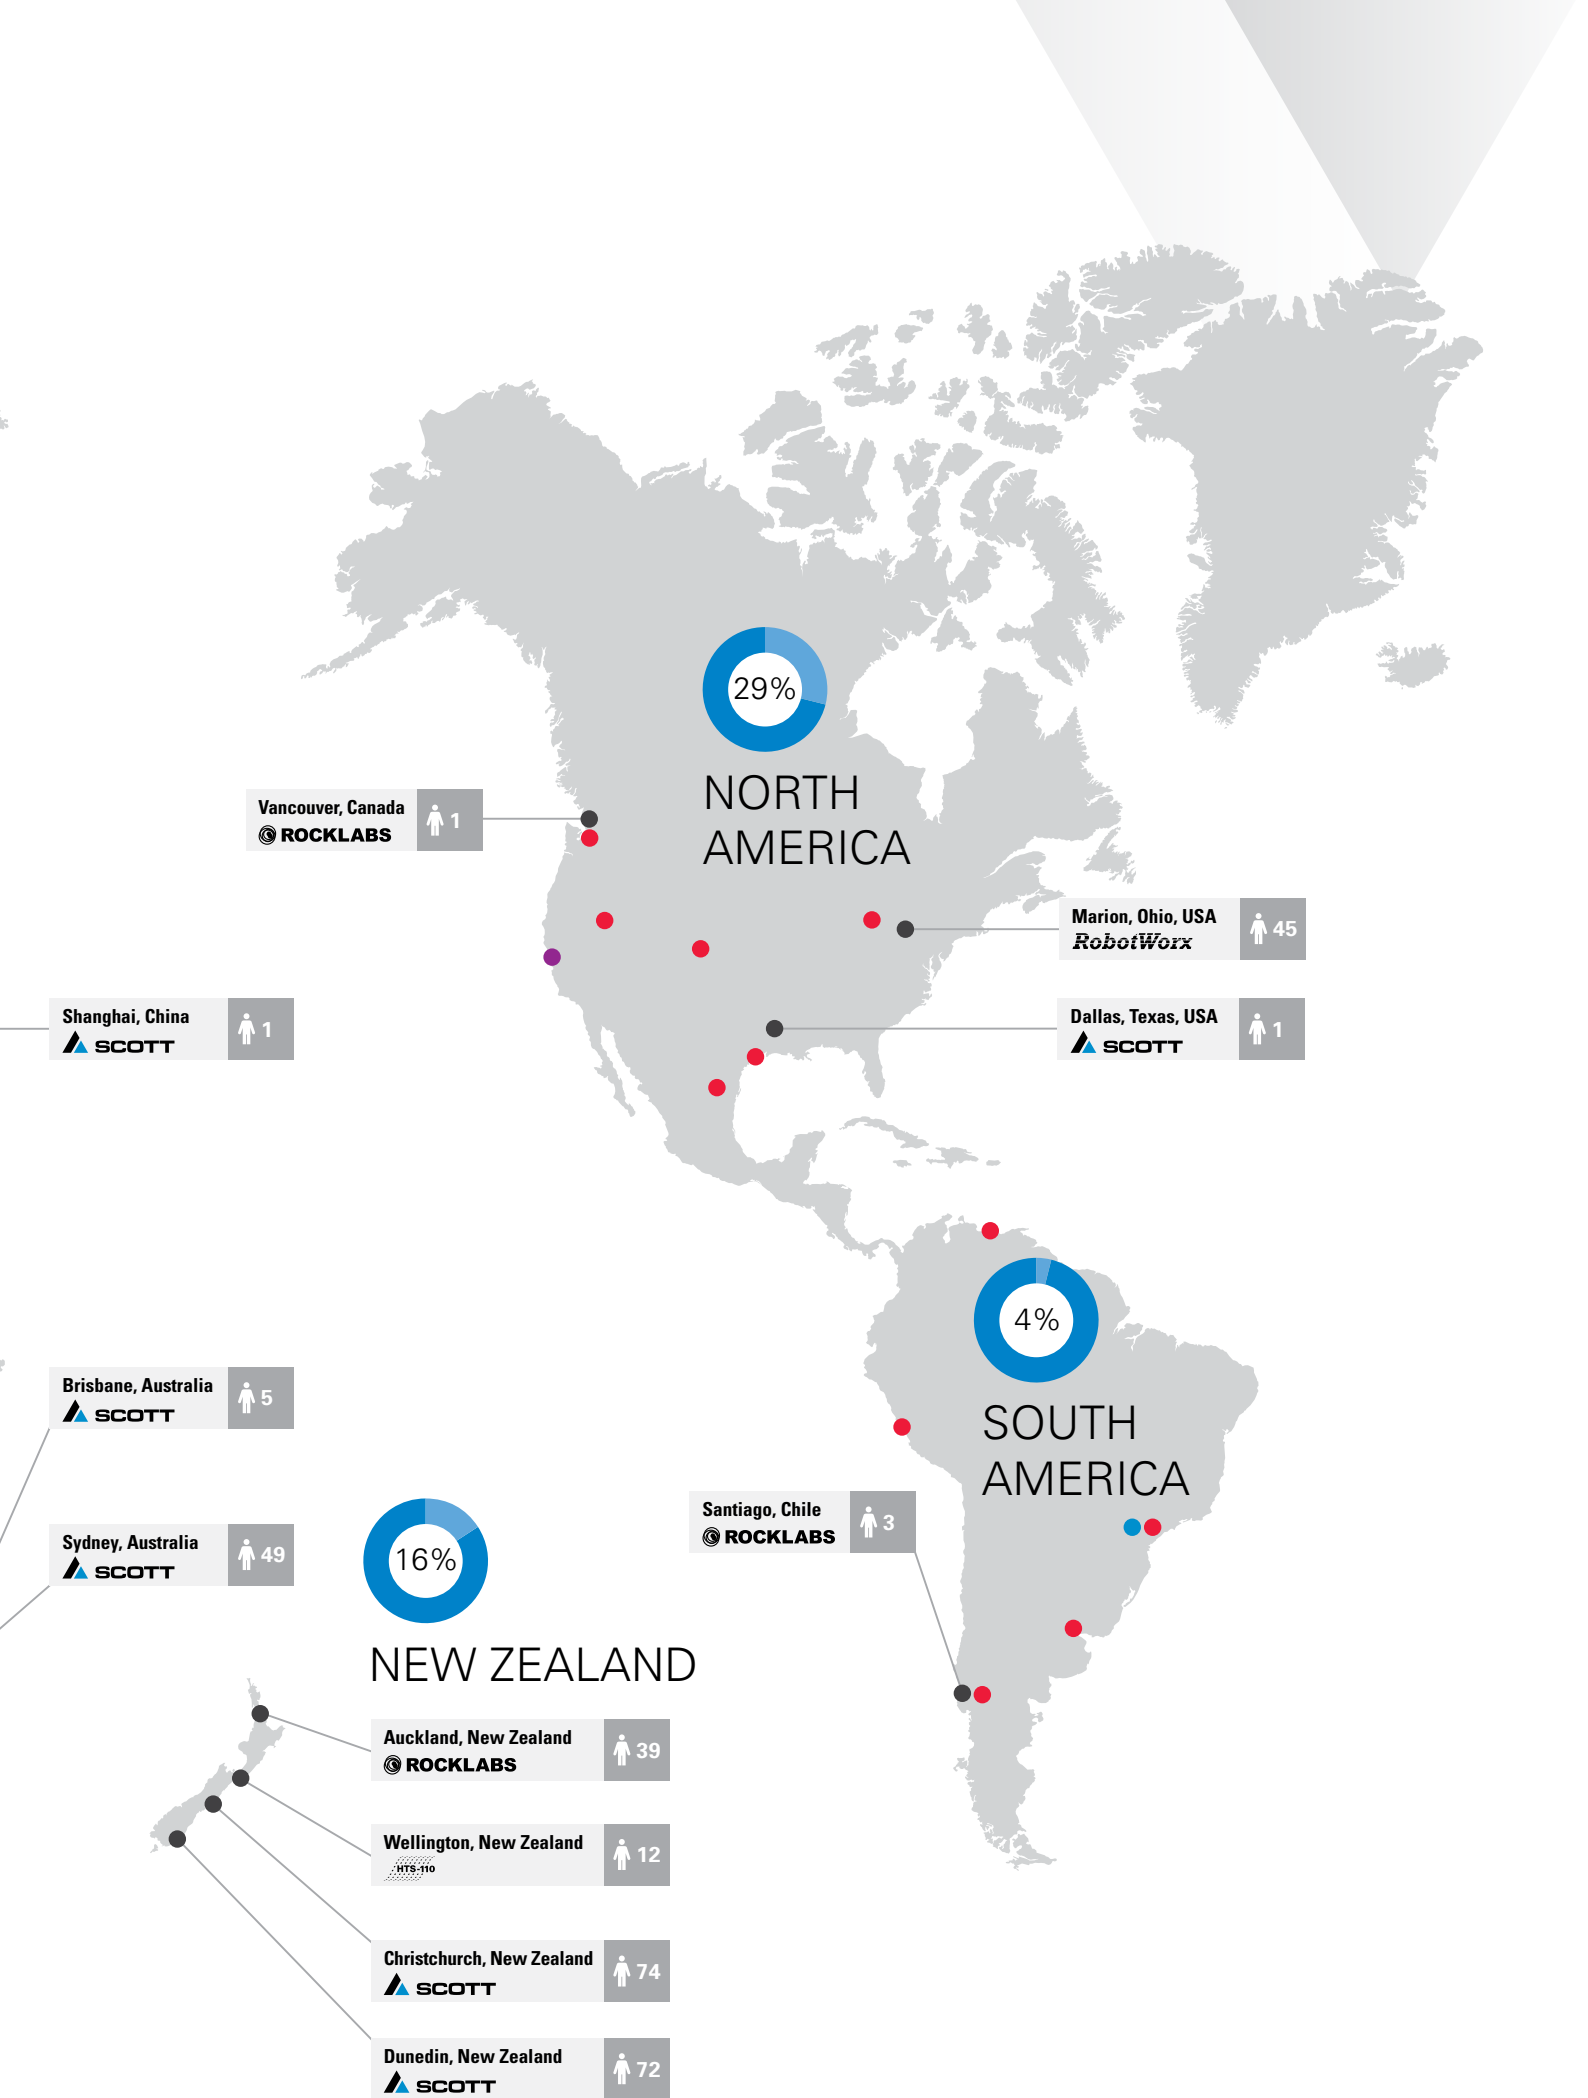 29%
NORTH
AMERICA
Vancouver, Canada
ROCKLABS
1
Marion, Ohio, USA
RobotWorx
45
Shanghai, China
SCOTT
1
Dallas, Texas, USA
SCOTT
1
4%
SOUTH
AMERICA
Brisbane, Australia
SCOTT
5
Santiago, Chile
ROCKLABS
3
Sydney, Australia
SCOTT
49
16%
NEW ZEALAND
Auckland, New Zealand
ROCKLABS
39
Wellington, New Zealand
HTS-110
12
Christchurch, New Zealand
SCOTT
74
Dunedin, New Zealand
SCOTT
72